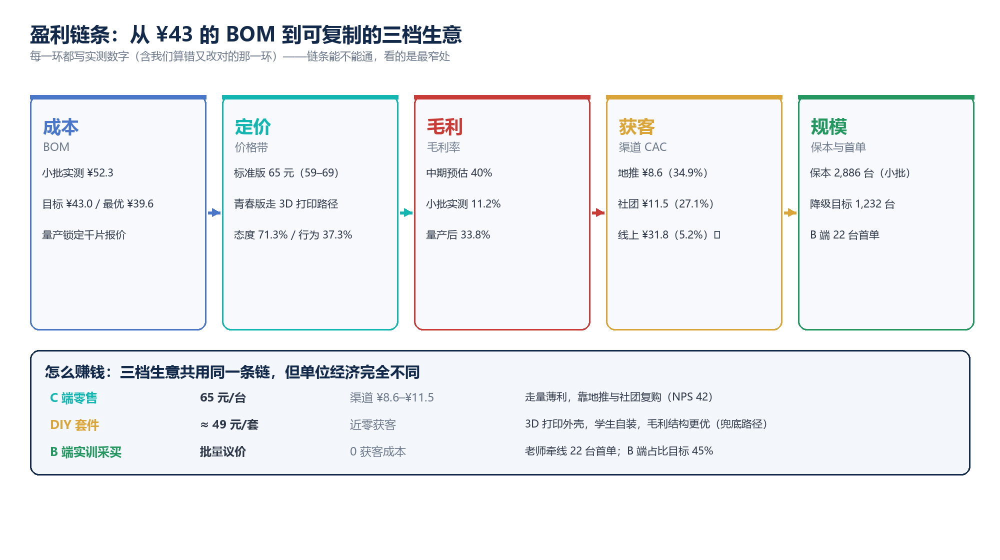 盈利链条：从 ¥43 的 BOM 到可复制的三档生意
每一环都写实测数字（含我们算错又改对的那一环）——链条能不能通，看的是最窄处
成本
BOM
小批实测 ¥52.3
目标 ¥43.0 / 最优 ¥39.6
量产锁定千片报价
定价
价格带
标准版 65 元（59–69）
青春版走 3D 打印路径
态度 71.3% / 行为 37.3%
毛利
毛利率
中期预估 40%
小批实测 11.2%
量产后 33.8%
获客
渠道 CAC
地推 ¥8.6（34.9%）
社团 ¥11.5（27.1%）
线上 ¥31.8（5.2%）
规模
保本与首单
保本 2,886 台（小批）
降级目标 1,232 台
B 端 22 台首单
怎么赚钱：三档生意共用同一条链，但单位经济完全不同
C 端零售 65 元/台 渠道 ¥8.6–¥11.5 走量薄利，靠地推与社团复购（NPS 42）
DIY 套件 ≈ 49 元/套 近零获客 3D 打印外壳，学生自装，毛利结构更优（兜底路径）
B 端实训采买 批量议价 0 获客成本 老师牵线 22 台首单；B 端占比目标 45%